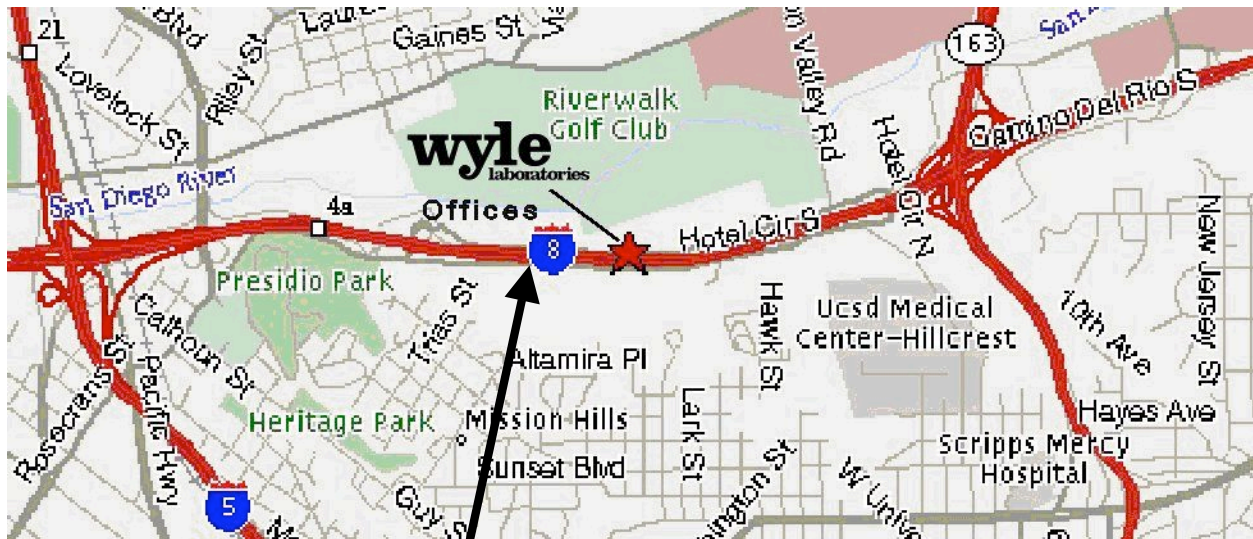 21
Blvd
Riley St
Gaines St
163
Lovelock St
Riverwalk
Golf Club
Valley Rd
Camino Del Rio S
wyle
laboratories
Offices
San Diego River
4a
8
Hotel Cir S
Hotel Cir N
New Jersey St
Presidio Park
Trias St
Calhoun St
Hawk St
Ucsd Medical
Center-Hillcrest
10th Ave
Altamira Pl
Rosecrans St
Pacific Hwy
Heritage Park
Mission Hills
Lark St
Hayes Ave
Sunset Blvd
Scripps Mercy
Hospital
5
Guy St